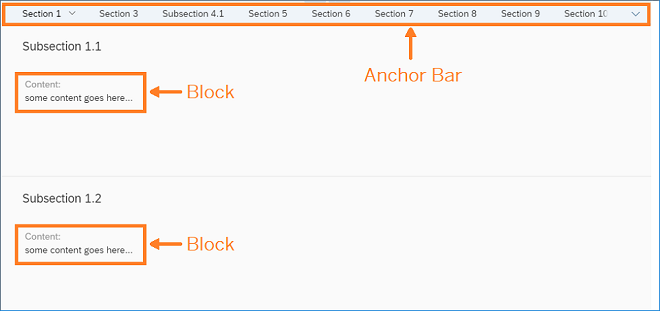 Section 1 Section 3 Subsection 4.1 Section 5 Section 6 Section 7 Section 8 Section 9 Section 10
Subsection 1.1
Anchor Bar
Content:
some content goes here...
Block
Subsection 1.2
Content:
some content goes here...
Block